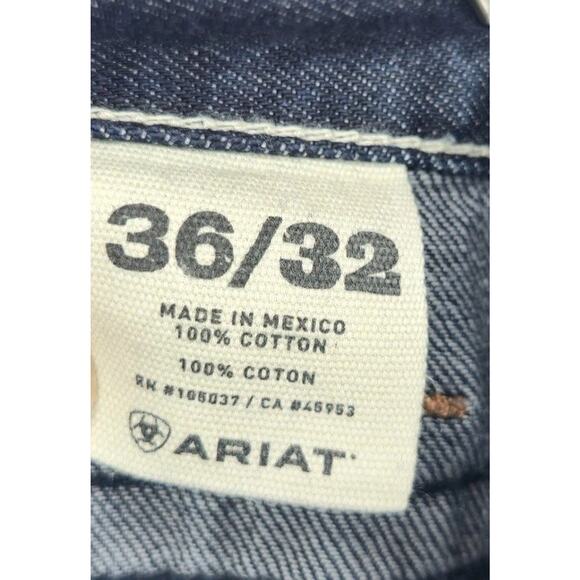 36/32
MADE IN MEXICO
100% COTTON
100% COTON
RN #105037 / CA #45953
ARIAT